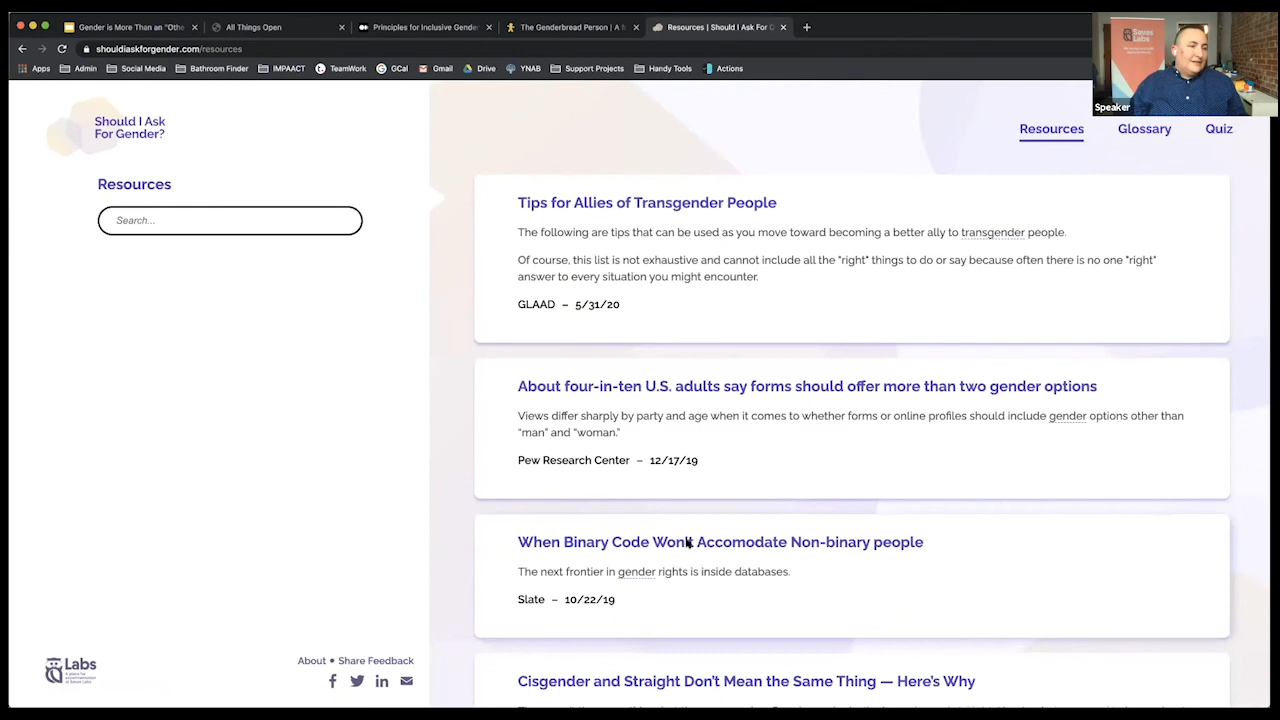 Gender is More Than an "Othe
All Things Open
Principles for Inclusive Gende
The Genderbread Person | A f
Resources | Should I Ask For G
shouldiaskforgender.com/resources
Apps
Admin
Social Media
Bathroom Finder
IMPAACT
TeamWork
GCal
Gmail
Drive
YNAB
Support Projects
Handy Tools
Actions
Savas
Labs
Speaker
Should I Ask
For Gender?
Resources
Glossary
Quiz
Resources
Search...
Tips for Allies of Transgender People
The following are tips that can be used as you move toward becoming a better ally to transgender people.
Of course, this list is not exhaustive and cannot include all the "right" things to do or say because often there is no one "right"
answer to every situation you might encounter.
GLAAD – 5/31/20
About four-in-ten U.S. adults say forms should offer more than two gender options
Views differ sharply by party and age when it comes to whether forms or online profiles should include gender options other than
“man” and “woman.”
Pew Research Center – 12/17/19
When Binary Code Won't Accomodate Non-binary people
The next frontier in gender rights is inside databases.
Slate – 10/22/19
Cisgender and Straight Don’t Mean the Same Thing — Here’s Why
Labs
About • Share Feedback